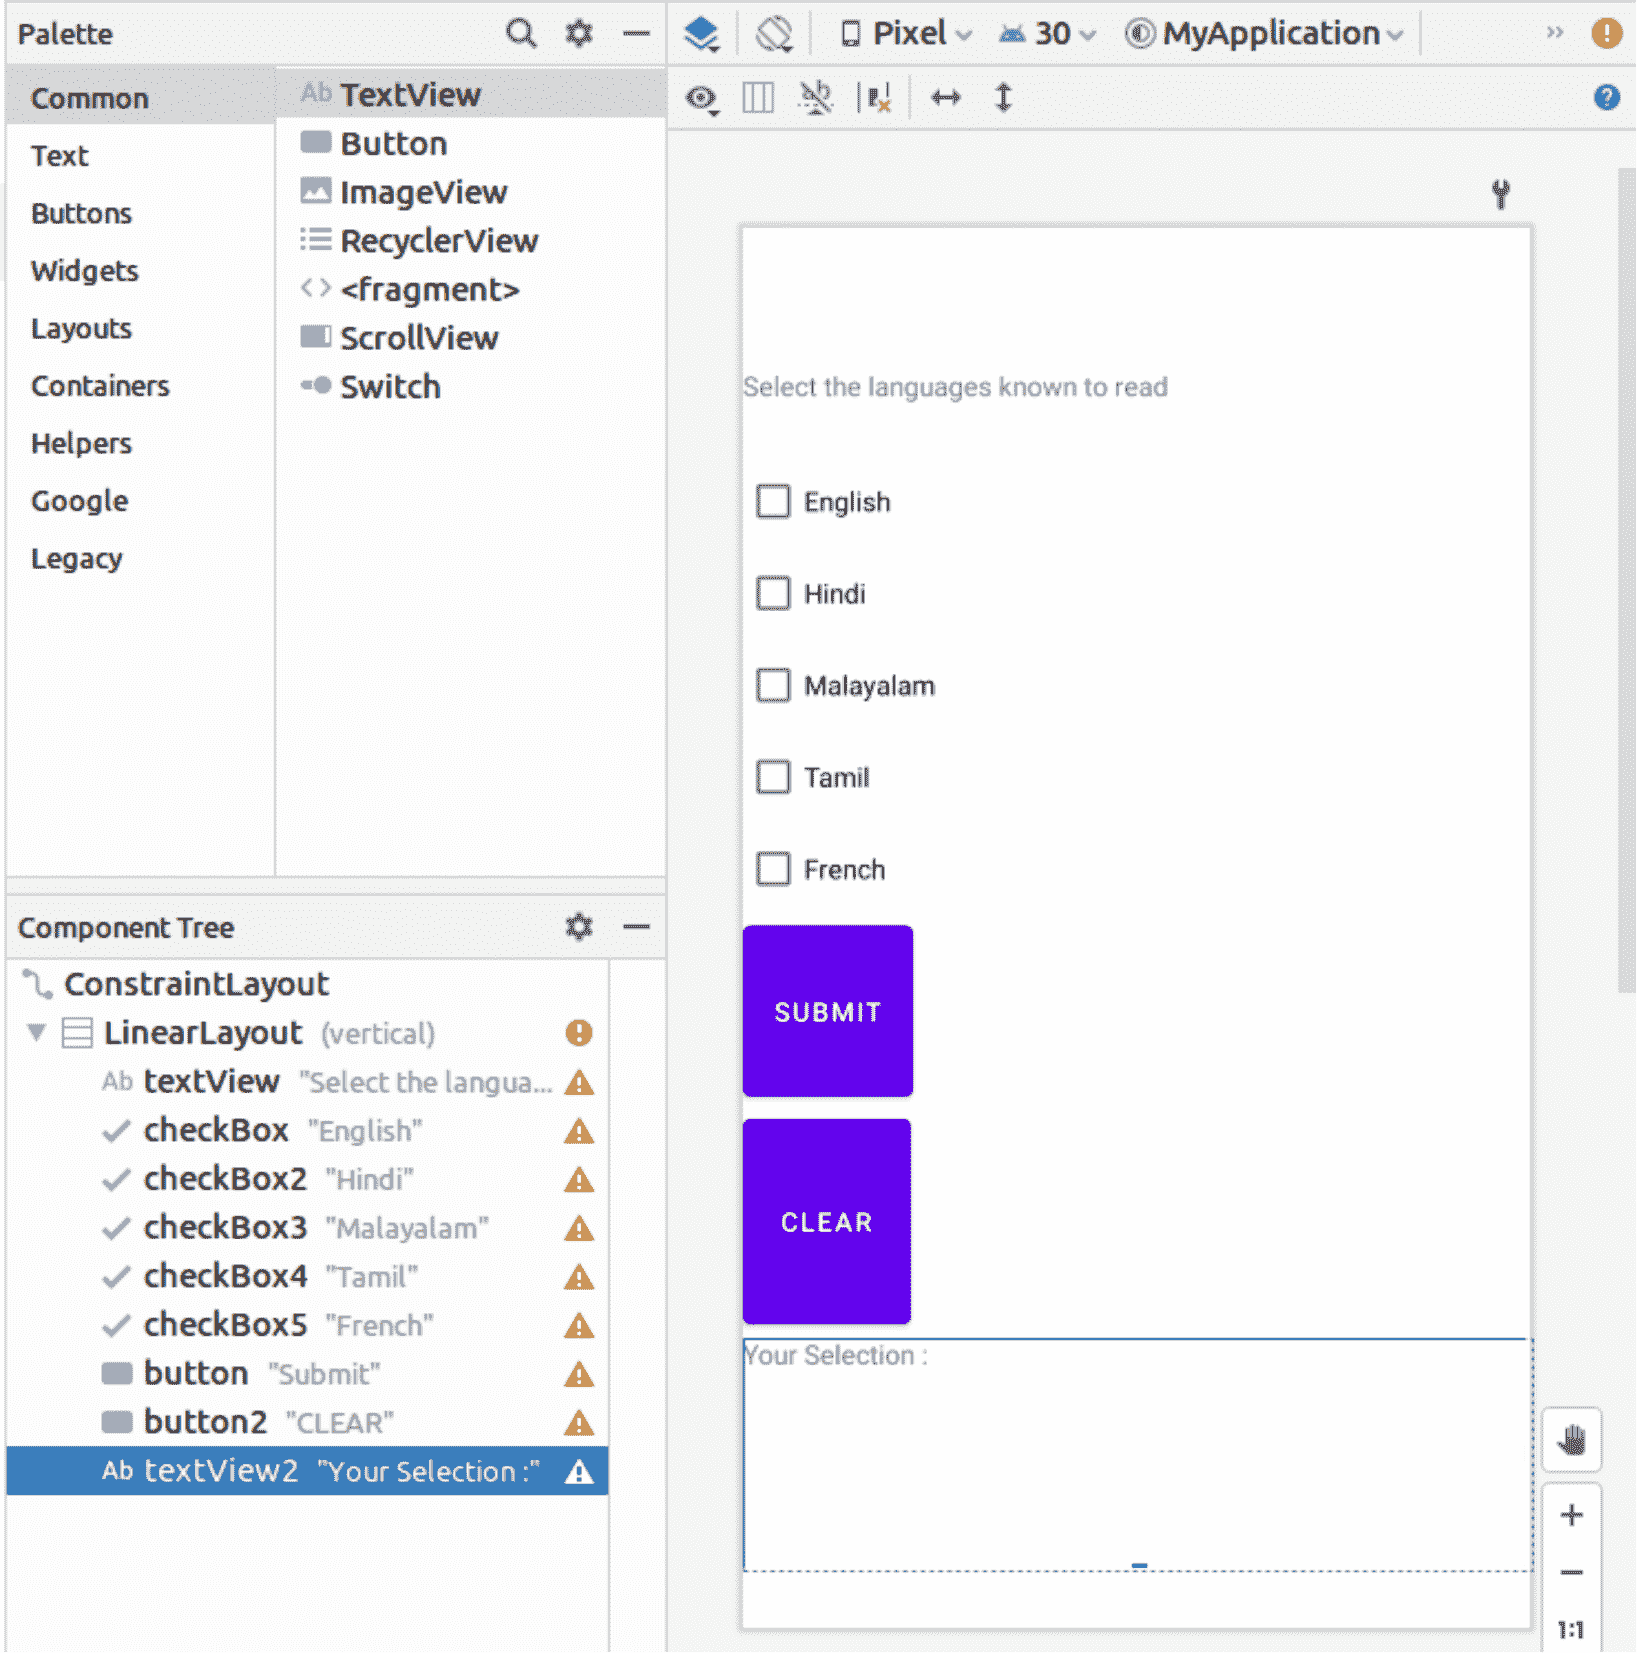 Palette
Common
Text
Buttons
Widgets
Layouts
Containers
Helpers
Google
Legacy
Ab TextView
Button
ImageView
RecyclerView
<fragment>
ScrollView
Switch
Component Tree
ConstraintLayout
LinearLayout (vertical)
Ab textView "Select the langua...
checkBox "English"
checkBox2 "Hindi"
checkBox3 "Malayalam"
checkBox4 "Tamil"
checkBox5 "French"
button "Submit"
button2 "CLEAR"
Ab textView2 "Your Selection :"
Pixel 30 MyApplication »
Select the languages known to read
English
Hindi
Malayalam
Tamil
French
SUBMIT
CLEAR
Your Selection :
1:1